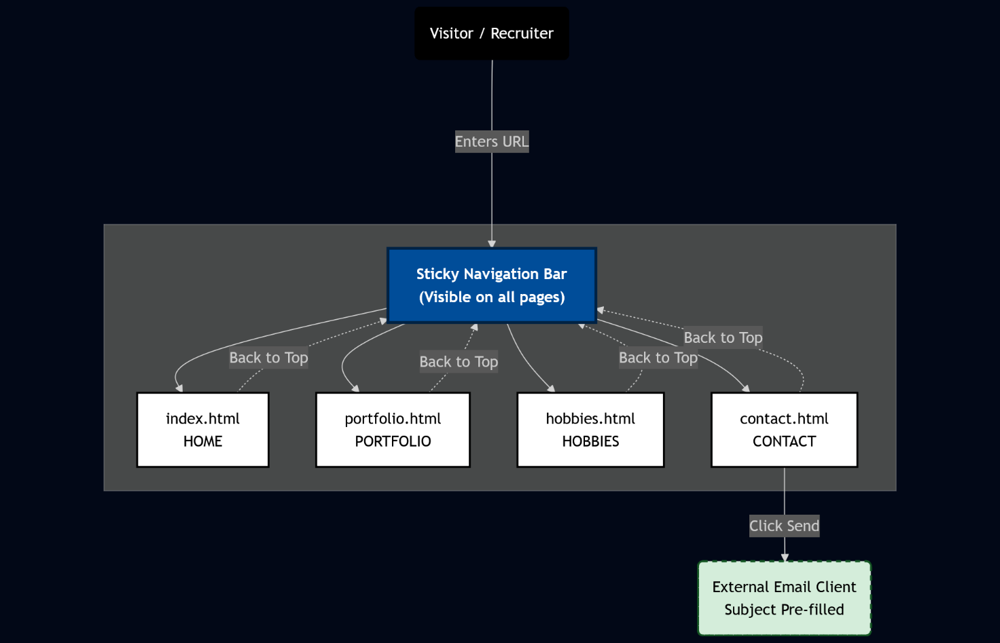 Visitor / Recruiter
Enters URL
Sticky Navigation Bar
(Visible on all pages)
Back to Top
Back to Top
Back to Top
Back to Top
index.html
HOME
portfolio.html
PORTFOLIO
hobbies.html
HOBBIES
contact.html
CONTACT
Click Send
External Email Client
Subject Pre-filled